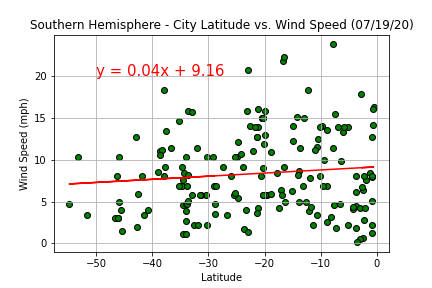 Southern Hemisphere - City Latitude vs. Wind Speed (07/19/20)
y = 0.04x + 9.16
Wind Speed (mph)
20
15
10
5
0
−50
−40
−30
−20
−10
0
Latitude